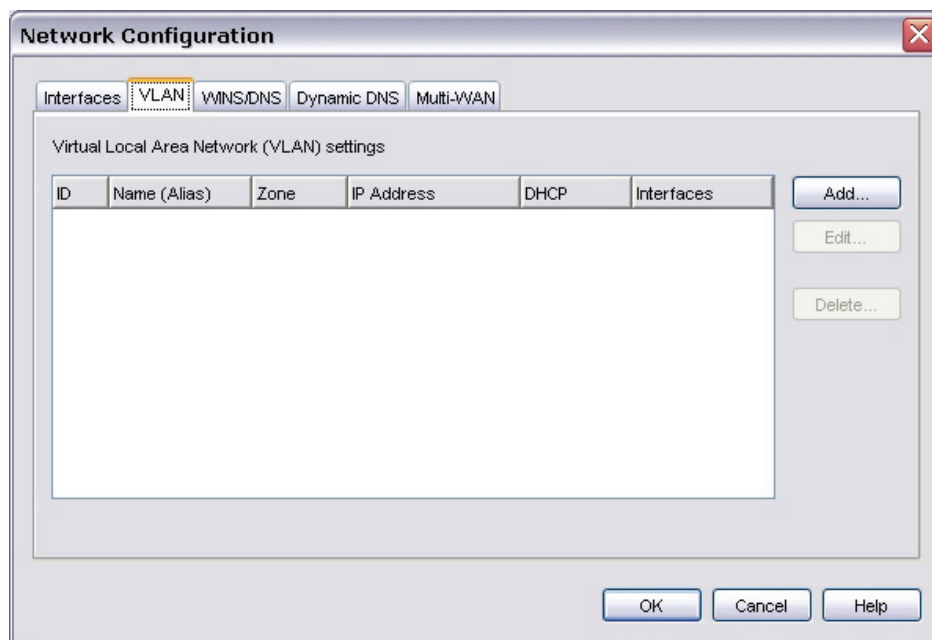 Network Configuration
Interfaces VLAN WINS/DNS Dynamic DNS Multi-WAN
Virtual Local Area Network (VLAN) settings
ID Name (Alias) Zone IP Address DHCP Interfaces
Add...
Edit...
Delete...
OK Cancel Help